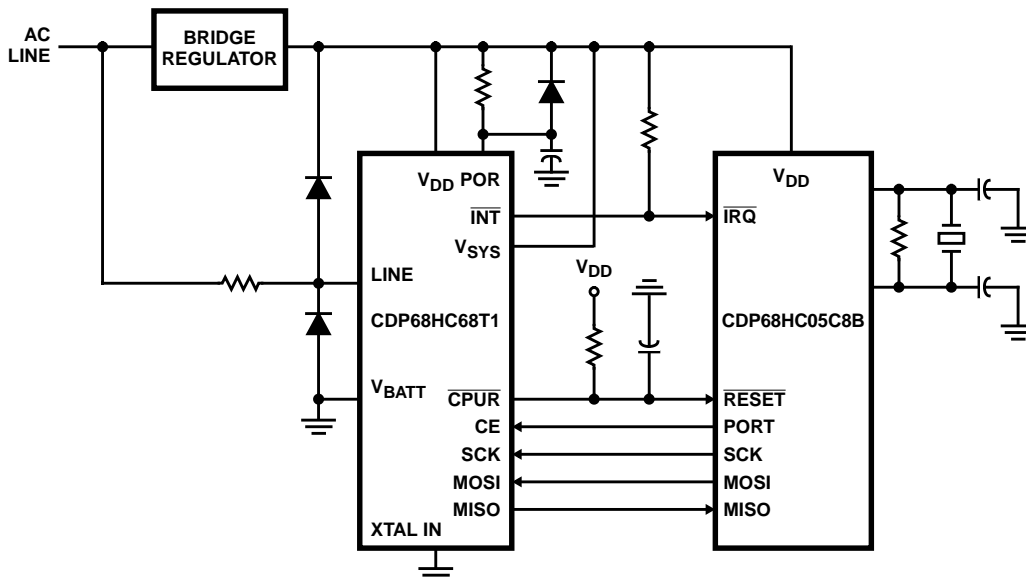 AC
LINE
BRIDGE
REGULATOR
VDD POR
INT
VSYS
LINE
CDP68HC68T1
VBATT
CPUR
CE
SCK
MOSI
MISO
XTAL IN
VDD
VDD
IRQ
CDP68HC05C8B
RESET
PORT
SCK
MOSI
MISO